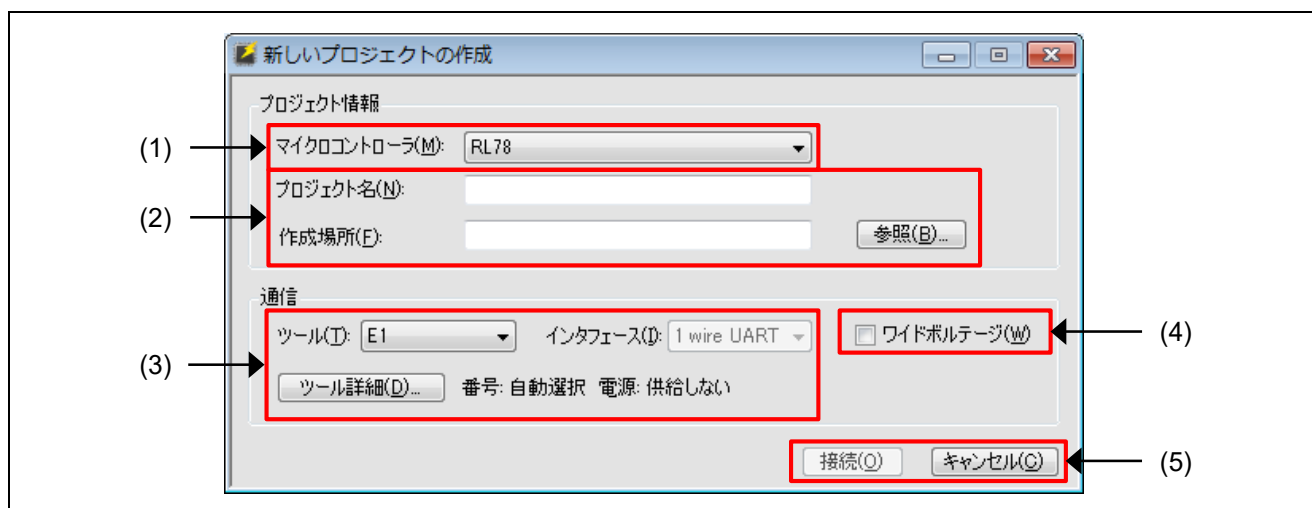 新しいプロジェクトの作成
プロジェクト情報
(1)
マイクロコントローラ(M): RL78
(2)
プロジェクト名(N):
作成場所(F): 参照(B)...
通信
(3)
ツール(T): E1 インタフェース(I): 1 wire UART ワイドボルテージ(W)
(4)
ツール詳細(D)... 番号: 自動選択 電源: 供給しない
接続(O) キャンセル(C)
(5)